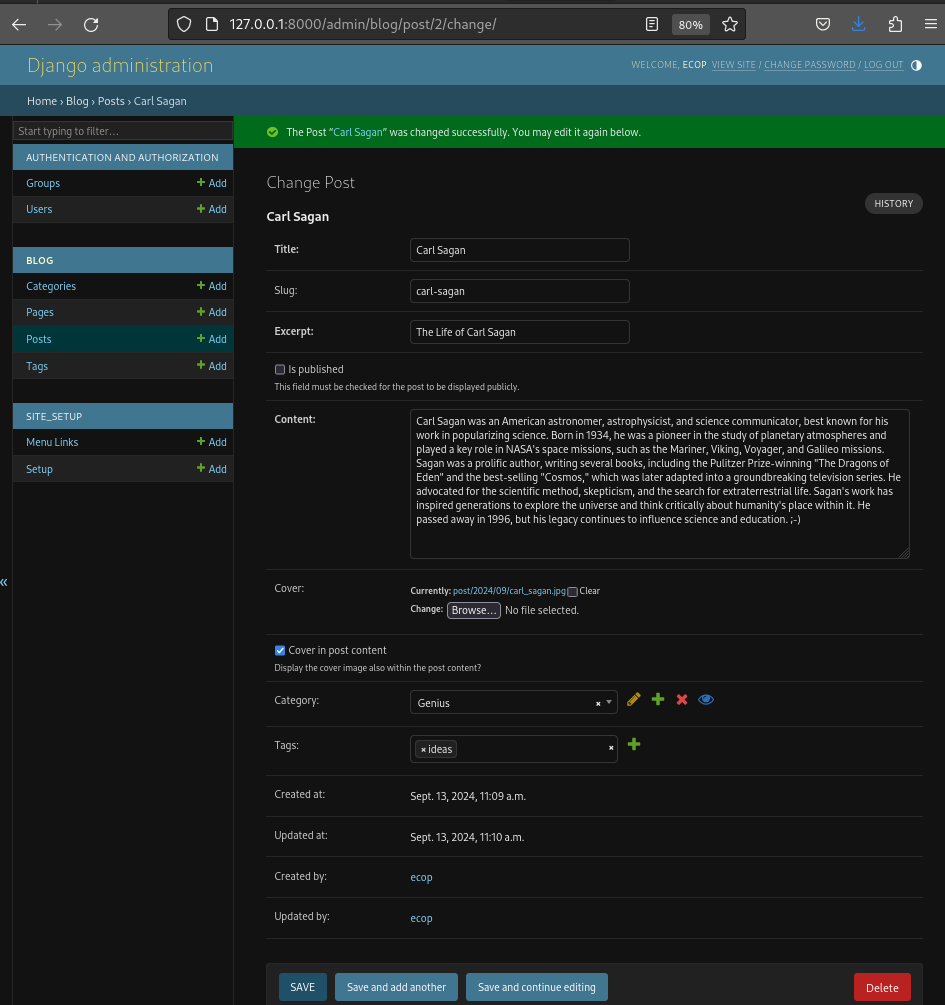 127.0.0.1:8000/admin/blog/post/2/change/
80%
Django administration
WELCOME, ECOP. VIEW SITE / CHANGE PASSWORD / LOG OUT
Home › Blog › Posts › Carl Sagan
Start typing to filter…
AUTHENTICATION AND AUTHORIZATION
Groups + Add
Users + Add
BLOG
Categories + Add
Pages + Add
Posts + Add
Tags + Add
SITE_SETUP
Menu Links + Add
Setup + Add
«
The Post “Carl Sagan” was changed successfully. You may edit it again below.
Change Post
HISTORY
Carl Sagan
Title: Carl Sagan
Slug: carl-sagan
Excerpt: The Life of Carl Sagan
Is published
This field must be checked for the post to be displayed publicly.
Content:
Carl Sagan was an American astronomer, astrophysicist, and science communicator, best known for his
work in popularizing science. Born in 1934, he was a pioneer in the study of planetary atmospheres and
played a key role in NASA's space missions, such as the Mariner, Viking, Voyager, and Galileo missions.
Sagan was a prolific author, writing several books, including the Pulitzer Prize-winning "The Dragons of
Eden" and the best-selling "Cosmos," which was later adapted into a groundbreaking television series. He
advocated for the scientific method, skepticism, and the search for extraterrestrial life. Sagan's work has
inspired generations to explore the universe and think critically about humanity's place within it. He
passed away in 1996, but his legacy continues to influence science and education. ;-)
Cover: Currently: post/2024/09/carl_sagan.jpg Clear
Change: Browse… No file selected.
Cover in post content
Display the cover image also within the post content?
Category: Genius ×
Tags: × ideas ×
Created at: Sept. 13, 2024, 11:09 a.m.
Updated at: Sept. 13, 2024, 11:10 a.m.
Created by: ecop
Updated by: ecop
SAVE Save and add another Save and continue editing Delete